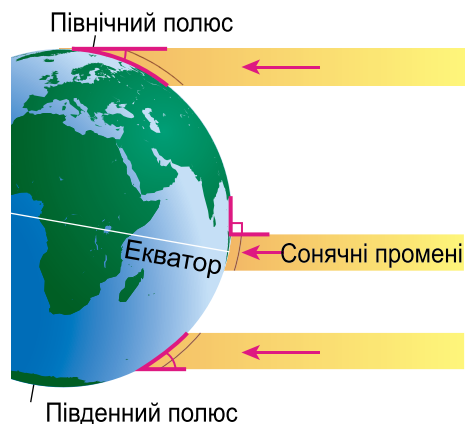 Північний полюс
Екватор
Сонячні промені
Південний полюс